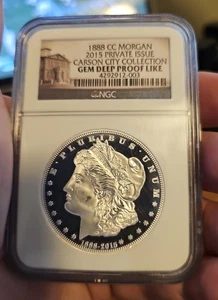 1888 CC MORGAN
2015 PRIVATE ISSUE
CARSON CITY COLLECTION
GEM DEEP PROOF LIKE
4292912-003
NGC
E·PLURIBUS·UNUM
1888-2015